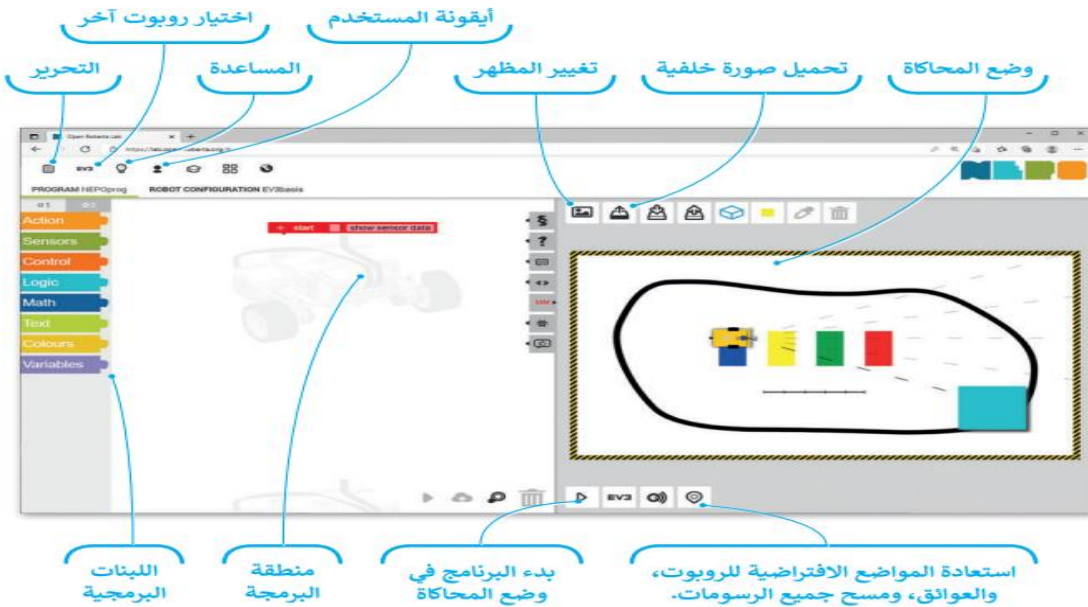 أيقونة المستخدم
اختيار روبوت آخر
وضع المحاكاة
تحميل صورة خلفية
تغيير المظهر
المساعدة
التحرير
Open Roberta Lab
EV3
NEPO
PROGRAM NEPOprog
ROBOT CONFIGURATION EV3basis
Action
Sensors
Control
Logic
Math
Text
Colours
Variables
start show sensor data
EV3
استعادة المواضع الافتراضية للروبوت،
والعوائق، ومسح جميع الرسومات.
بدء البرنامج في
وضع المحاكاة
منطقة
البرمجة
اللبنات
البرمجية